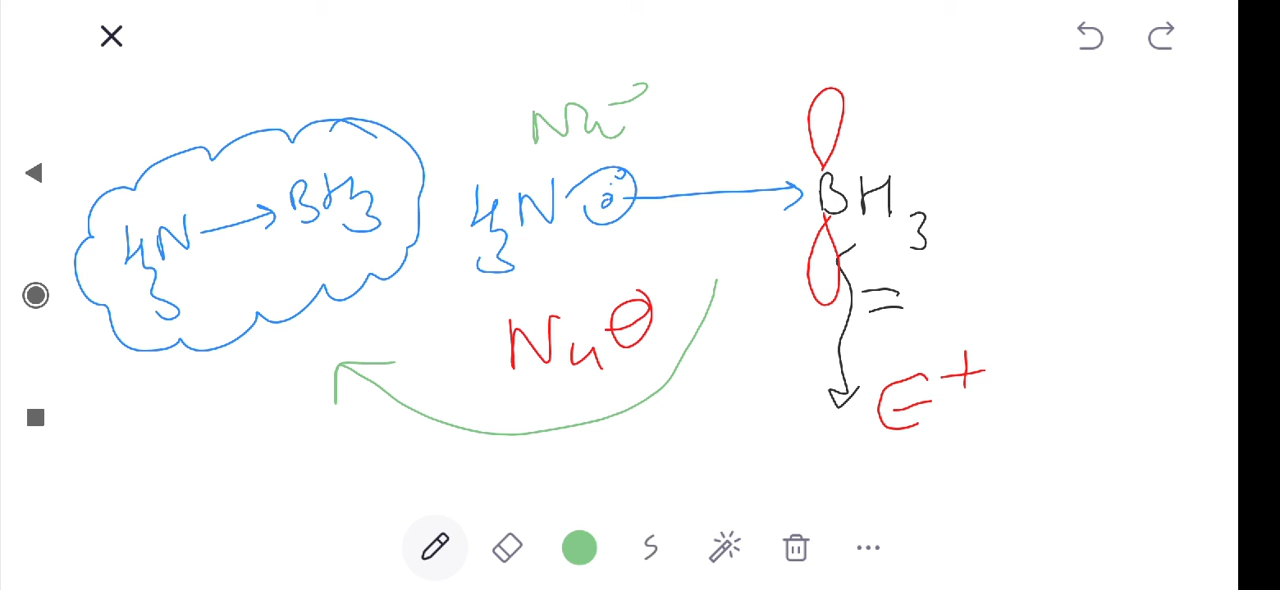 Nu⁻
H₃N: → BH₃
H₃N → BH₃
Nu⊖
E⁺